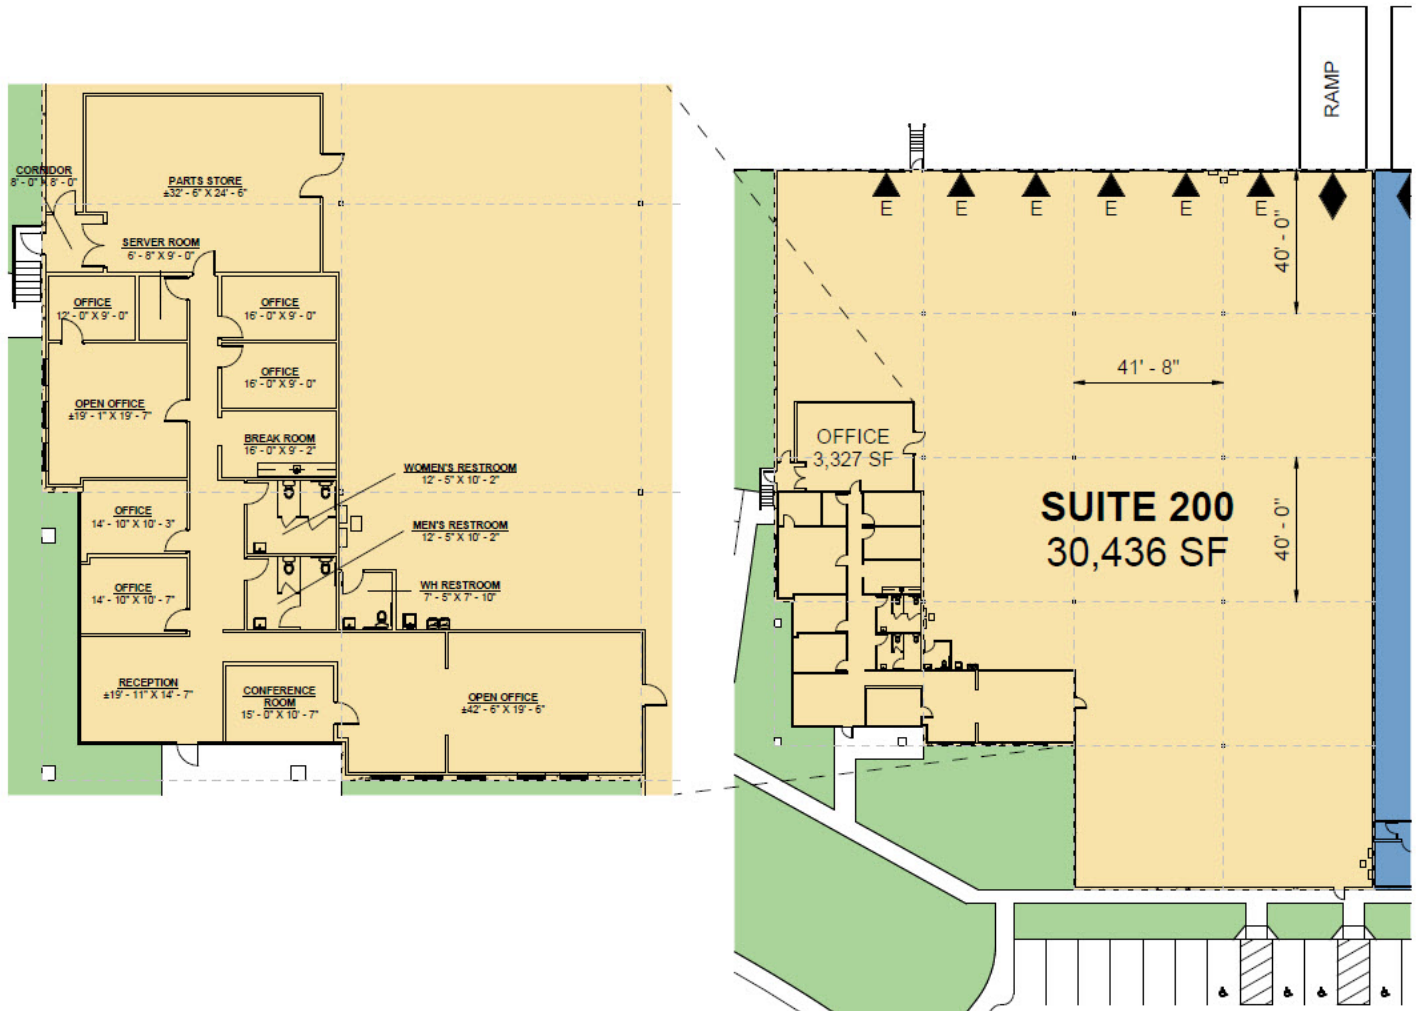 CORRIDOR
8' - 0" X 8' - 0"
PARTS STORE
±32' - 6" X 24' - 6"
SERVER ROOM
6' - 8" X 9' - 0"
OFFICE
12' - 0" X 9' - 0"
OFFICE
16' - 0" X 9' - 0"
OFFICE
16' - 0" X 9' - 0"
OPEN OFFICE
±19' - 1" X 19' - 7"
BREAK ROOM
16' - 0" X 9' - 2"
WOMEN'S RESTROOM
12' - 5" X 10' - 2"
OFFICE
14' - 10" X 10' - 3"
MEN'S RESTROOM
12' - 5" X 10' - 2"
OFFICE
14' - 10" X 10' - 7"
WH RESTROOM
7' - 5" X 7' - 10"
RECEPTION
±19' - 11" X 14' - 7"
CONFERENCE
ROOM
15' - 0" X 10' - 7"
OPEN OFFICE
±42' - 6" X 19' - 6"
RAMP
E
E
E
E
E
E
40' - 0"
41' - 8"
OFFICE
3,327 SF
SUITE 200
30,436 SF
40' - 0"